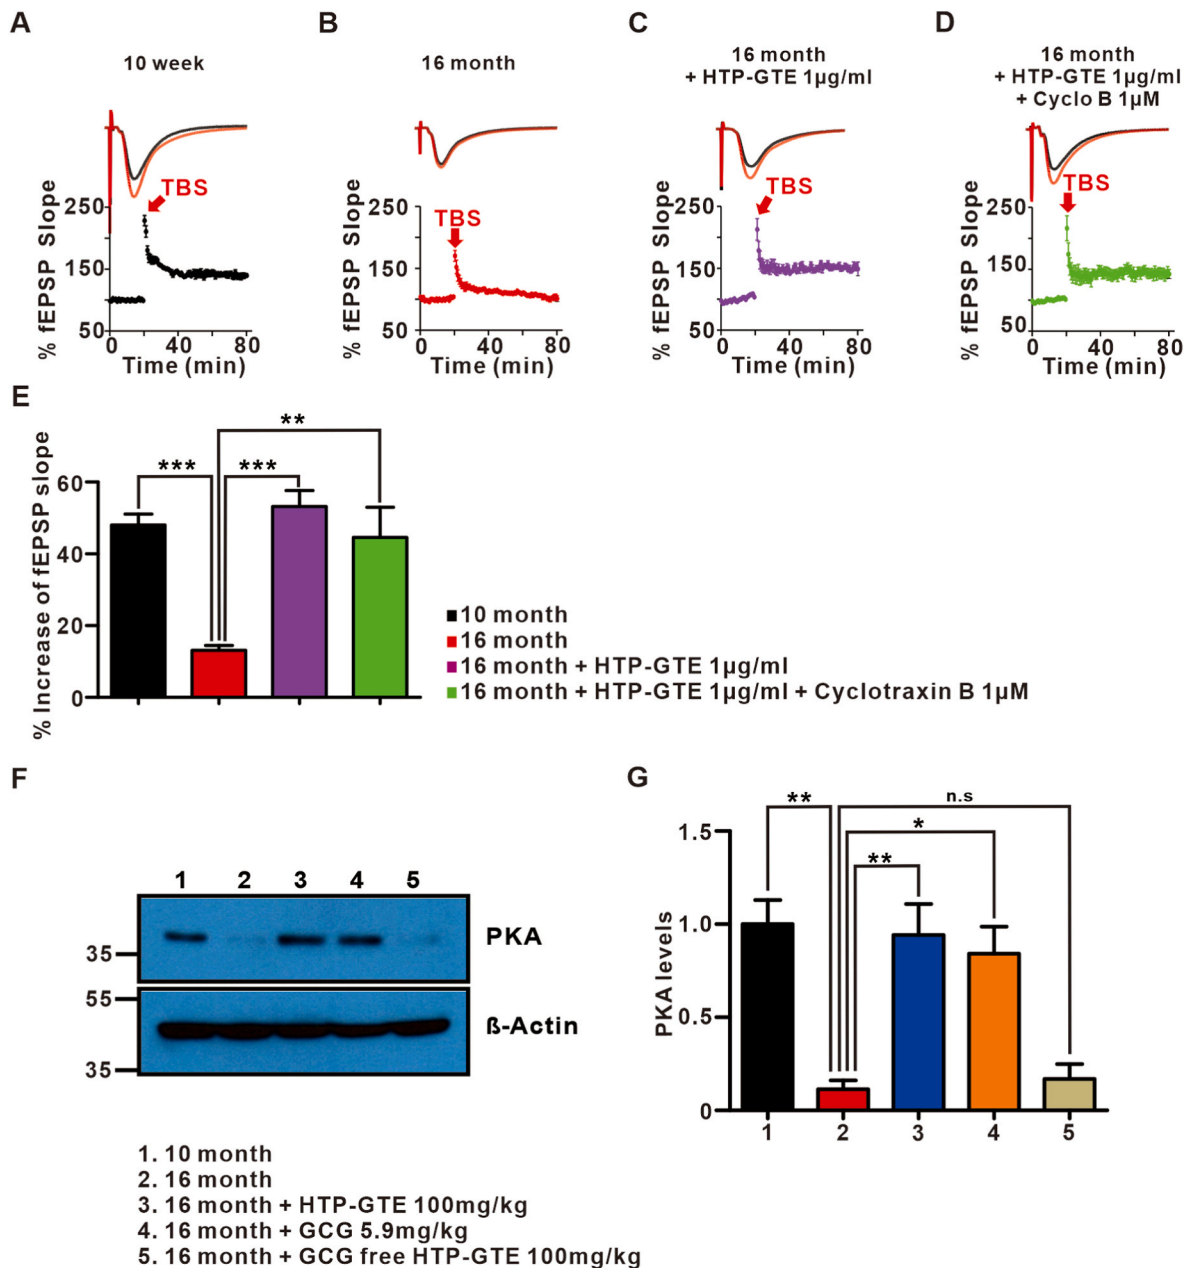 A
B
C
D
10 week
16 month
16 month
+ HTP-GTE 1µg/ml
16 month
+ HTP-GTE 1µg/ml
+ Cyclo B 1µM
TBS
TBS
TBS
TBS
% fEPSP Slope
250
150
50
0 40 80
Time (min)
% fEPSP Slope
250
150
50
0 40 80
Time (min)
% fEPSP Slope
250
150
50
0 40 80
Time (min)
% fEPSP Slope
250
150
50
0 40 80
Time (min)
E
% Increase of fEPSP slope
60
40
20
0
***
***
**
10 month
16 month
16 month + HTP-GTE 1µg/ml
16 month + HTP-GTE 1µg/ml + Cyclotraxin B 1µM
F
1 2 3 4 5
35
PKA
55
ß-Actin
35
1. 10 month
2. 16 month
3. 16 month + HTP-GTE 100mg/kg
4. 16 month + GCG 5.9mg/kg
5. 16 month + GCG free HTP-GTE 100mg/kg
G
PKA levels
1.5
1.0
0.5
0
**
n.s
*
**
1 2 3 4 5